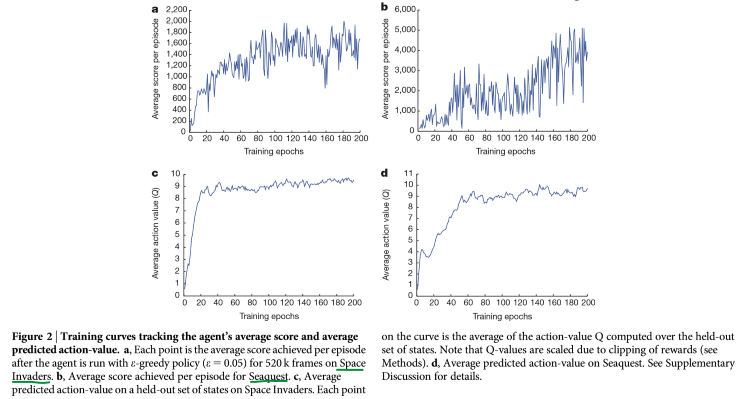 a
2,200
2,000
1,800
1,600
1,400
1,200
1,000
800
600
400
200
0
Average score per episode
0 20 40 60 80 100 120 140 160 180 200
Training epochs
b
6,000
5,000
4,000
3,000
2,000
1,000
0
Average score per episode
0 20 40 60 80 100 120 140 160 180 200
Training epochs
c
10
9
8
7
6
5
4
3
2
1
0
Average action value (Q)
0 20 40 60 80 100 120 140 160 180 200
Training epochs
d
11
10
9
8
7
6
5
4
3
2
1
0
Average action value (Q)
0 20 40 60 80 100 120 140 160 180 200
Training epochs
Figure 2 | Training curves tracking the agent's average score and average
predicted action-value. a, Each point is the average score achieved per episode
after the agent is run with ε-greedy policy (ε = 0.05) for 520 k frames on Space
Invaders. b, Average score achieved per episode for Seaquest. c, Average
predicted action-value on a held-out set of states on Space Invaders. Each point
on the curve is the average of the action-value Q computed over the held-out
set of states. Note that Q-values are scaled due to clipping of rewards (see
Methods). d, Average predicted action-value on Seaquest. See Supplementary
Discussion for details.